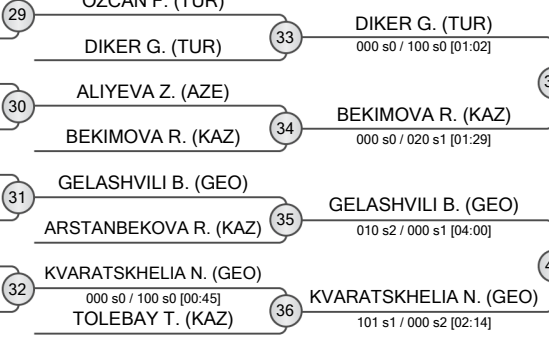 29
OZCAN P. (TUR)
DIKER G. (TUR)
33
DIKER G. (TUR)
000 s0 / 100 s0 [01:02]
30
ALIYEVA Z. (AZE)
BEKIMOVA R. (KAZ)
34
BEKIMOVA R. (KAZ)
000 s0 / 020 s1 [01:29]
31
GELASHVILI B. (GEO)
ARSTANBEKOVA R. (KAZ)
35
GELASHVILI B. (GEO)
010 s2 / 000 s1 [04:00]
32
KVARATSKHELIA N. (GEO)
000 s0 / 100 s0 [00:45]
TOLEBAY T. (KAZ)
36
KVARATSKHELIA N. (GEO)
101 s1 / 000 s2 [02:14]